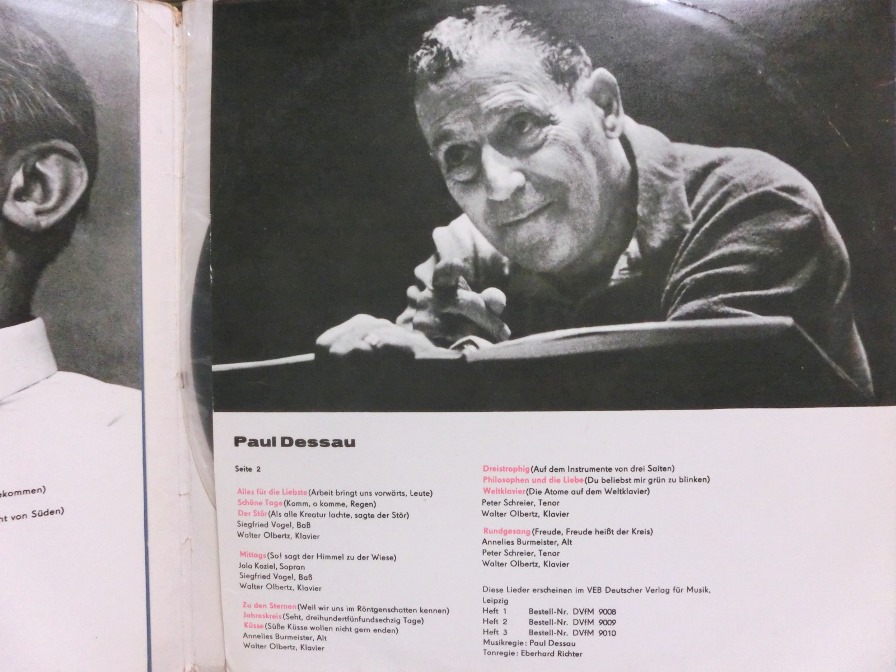 ekommen)
ht von Süden)
Paul Dessau
Seite 2
Alles für die Liebste (Arbeit bringt uns vorwärts, Leute)
Schöne Tage (Komm, o komme, Regen)
Der Stör (Als alle Kreatur lachte, sagte der Stör)
Siegfried Vogel, Baß
Walter Olbertz, Klavier
Mittags (So! sagt der Himmel zu der Wiese)
Jola Koziel, Sopran
Siegfried Vogel, Baß
Walter Olbertz, Klavier
Zu den Sternen (Weil wir uns im Röntgenschatten kennen)
Jahreskreis (Seht, dreihundertfünfundsechzig Tage)
Küsse (Süße Küsse wollen nicht gern enden)
Annelies Burmeister, Alt
Walter Olbertz, Klavier
Dreistrophig (Auf dem Instrumente von drei Saiten)
Philosophen und die Liebe (Du beliebst mir grün zu blinken)
Weltklavier (Die Atome auf dem Weltklavier)
Peter Schreier, Tenor
Walter Olbertz, Klavier
Rundgesang (Freude, Freude heißt der Kreis)
Annelies Burmeister, Alt
Peter Schreier, Tenor
Walter Olbertz, Klavier
Diese Lieder erscheinen im VEB Deutscher Verlag für Musik,
Leipzig
Heft 1 Bestell-Nr. DVfM 9008
Heft 2 Bestell-Nr. DVfM 9009
Heft 3 Bestell-Nr. DVfM 9010
Musikregie: Paul Dessau
Tonregie: Eberhard Richter